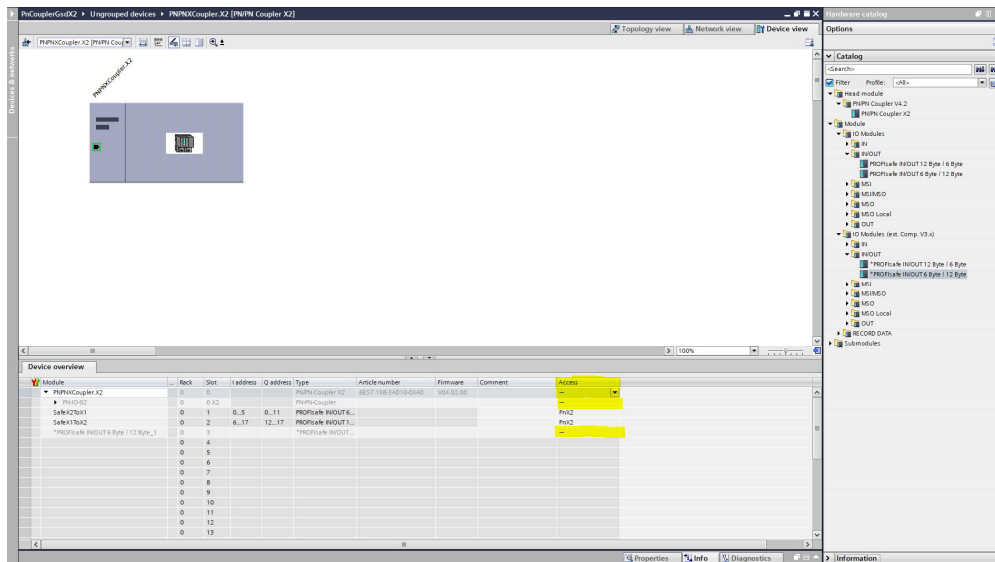 PnCouplerGsdX2 ▸ Ungrouped devices ▸ PNPNXCoupler.X2 [PN/PN Coupler X2]
Hardware catalog
Topology view
Network view
Device view
Options
PNPNXCoupler.X2 [PN/PN Coup
Devices & networks
PNPNXCoupler.X2
Catalog
<Search>
Filter Profile: <All>
Head module
PN/PN Coupler V4.2
PN/PN Coupler X2
Module
IO Modules
IN
IN/OUT
PROFIsafe IN/OUT 12 Byte / 6 Byte
PROFIsafe IN/OUT 6 Byte / 12 Byte
MSI
MSI/MSO
MSO
MSO Local
OUT
IO Modules (ext. Comp. V3.x)
IN
IN/OUT
*PROFIsafe IN/OUT 12 Byte / 6 Byte
*PROFIsafe IN/OUT 6 Byte / 12 Byte
MSI
MSI/MSO
MSO
MSO Local
OUT
RECORD DATA
Submodules
100%
Device overview
Module ... Rack Slot I address Q address Type Article number Firmware Comment Access
PNPNXCoupler.X2 0 0 PN/PN Coupler X2 6ES7 158-3AD10-0XA0 V04.02.00 —
PN-IO-02 0 0 X2 PN-PN-Coupler —
SafeX2ToX1 0 1 0...5 0...11 PROFIsafe IN/OUT 6... PnX2
SafeX1ToX2 0 2 6...17 12...17 PROFIsafe IN/OUT 1... PnX2
*PROFIsafe IN/OUT 6 Byte / 12 Byte_1 0 3 *PROFIsafe IN/OUT ... —
0 4
0 5
0 6
0 7
0 8
0 9
0 10
0 11
0 12
0 13
Properties
Info
Diagnostics
Information